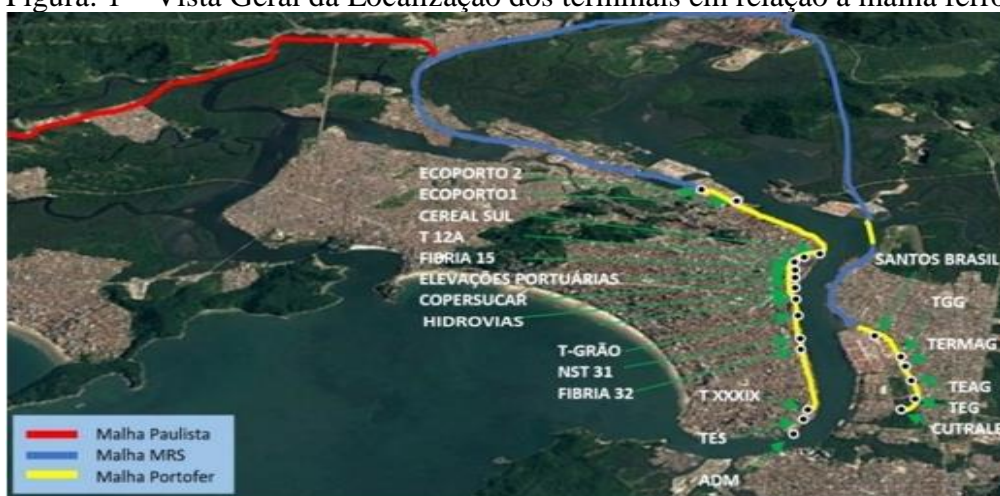 Figura: 1 – Vista Geral da Localização dos terminais em relação a malha ferro
ECOPORTO 2
ECOPORTO1
CEREAL SUL
T 12A
FIBRIA 15
ELEVAÇÕES PORTUÁRIAS
COPERSUCAR
HIDROVIAS
T-GRÃO
NST 31
FIBRIA 32
T XXXIX
TES
ADM
SANTOS BRASIL
TGG
TERMAG
TEAG
TEG
CUTRALE
Malha Paulista
Malha MRS
Malha Portofer